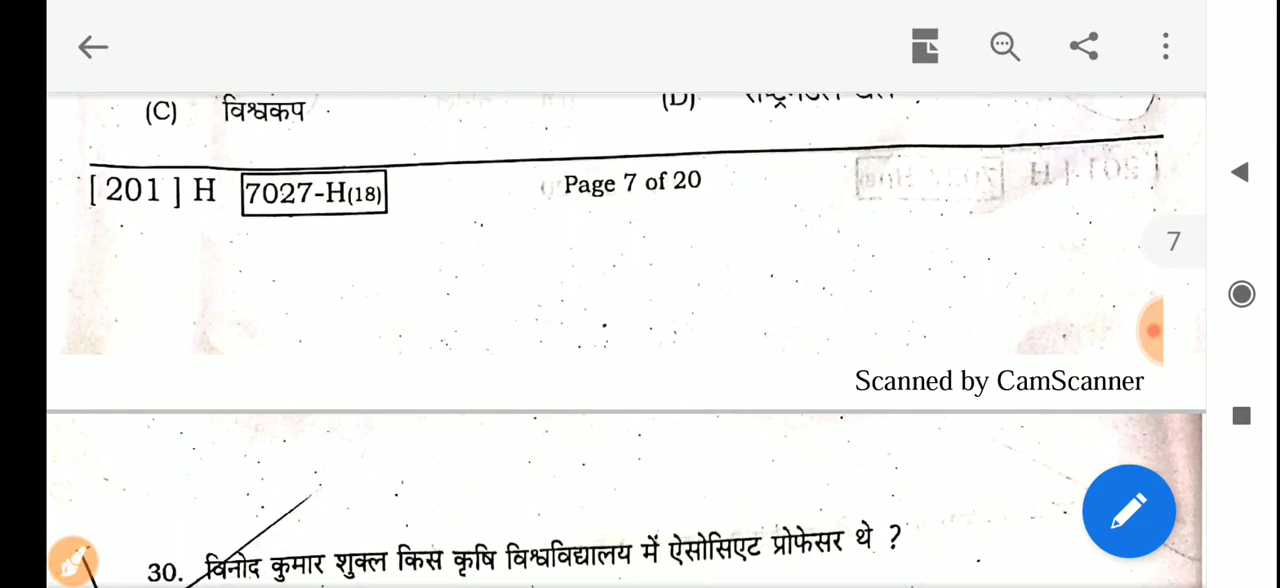 (C) विश्वकप (D)
[ 201 ] H 7027-H(18) Page 7 of 20
7
Scanned by CamScanner
30. विनोद कुमार शुक्ल किस कृषि विश्वविद्यालय में ऐसोसिएट प्रोफेसर थे ?